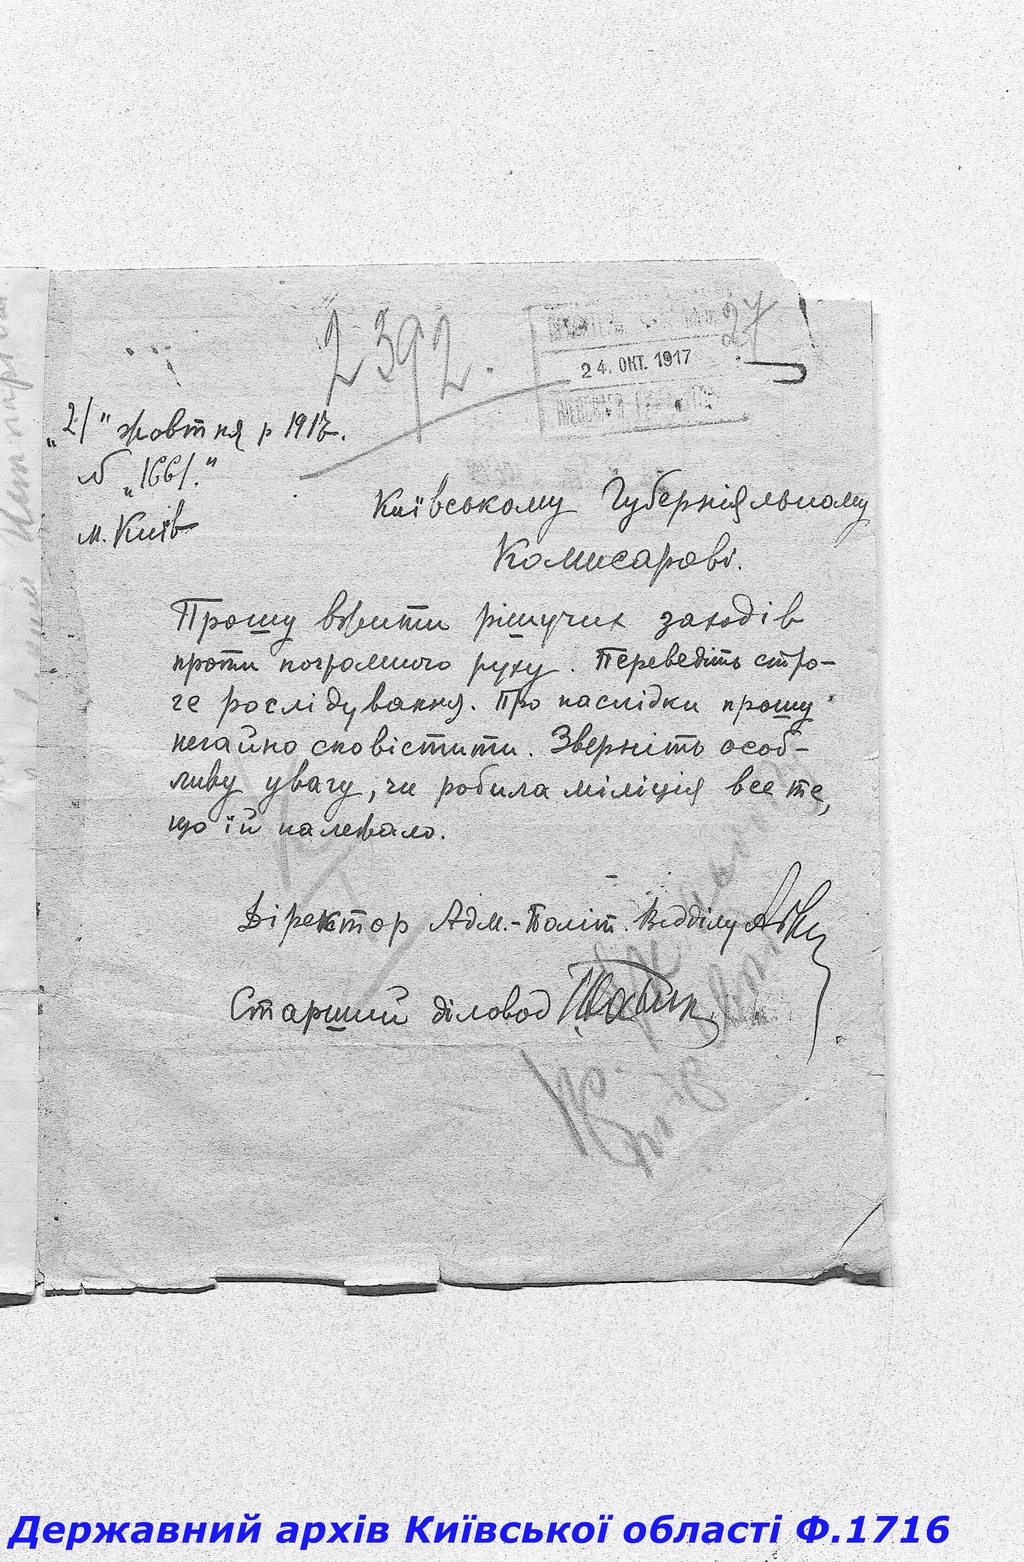 2392.
27
24. ОКТ. 1917
"21" жовтня р 1917.
№ "1661."
м. Київ
Київському Губерніяльному
Комисарові.
Прошу вжити рішучих заходів
проти погромного руху. Переведіть стро-
ге рослідування. Про наслідки прошу
негайно сповістити. Зверніть особ-
ливу увагу, чи робила міліція все те,
що їй належало.
Діректор Адм.-Політ. Відділу
Старший діловод
Державний архів Київської області Ф.1716